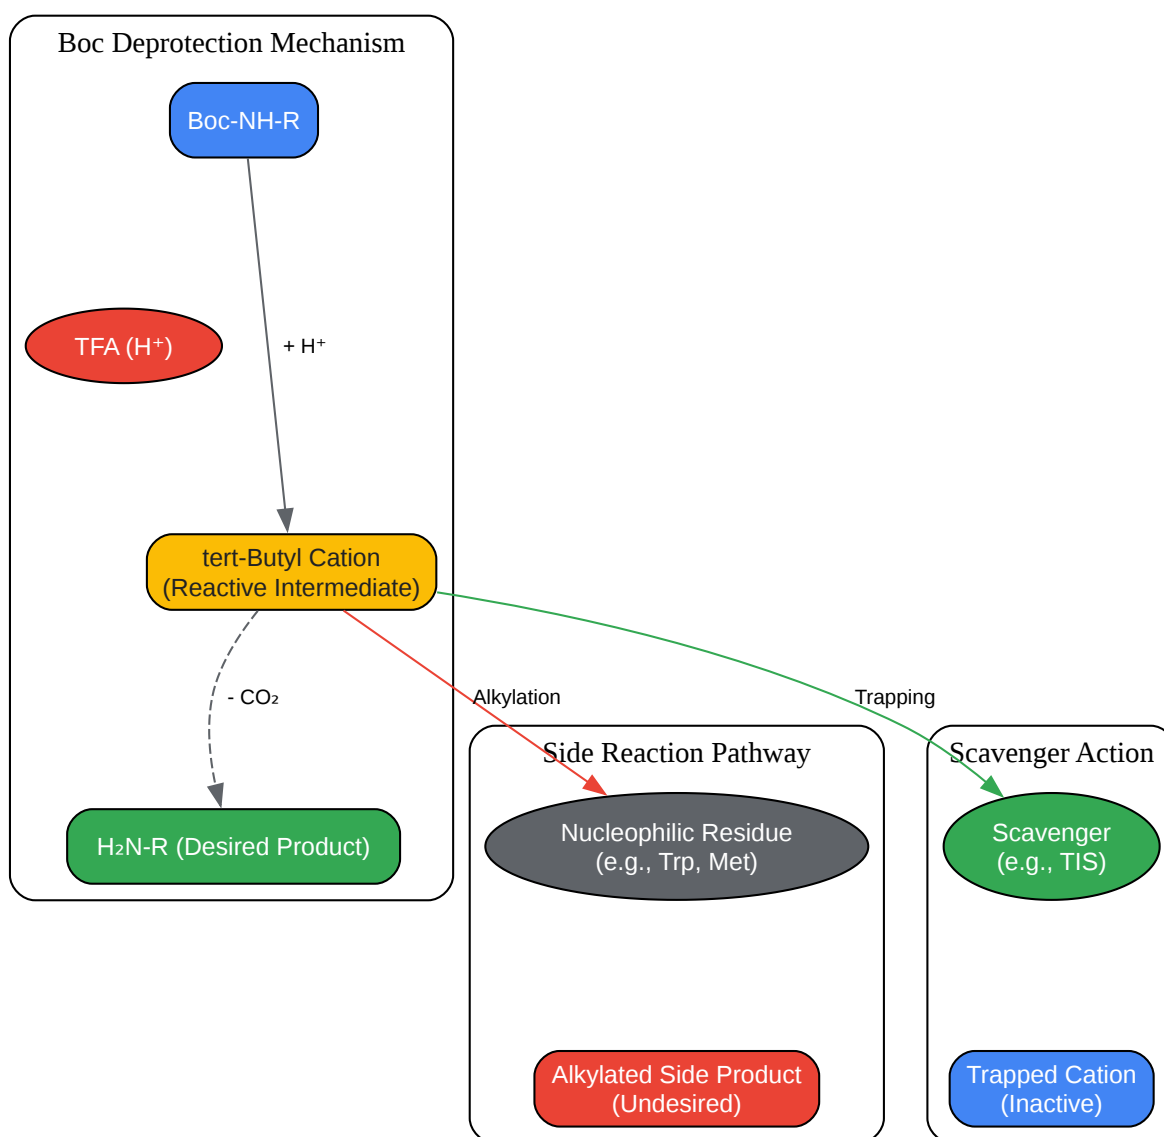 Boc Deprotection Mechanism
Boc-NH-R
TFA (H⁺)
+ H⁺
tert-Butyl Cation
(Reactive Intermediate)
- CO₂
Alkylation
Trapping
H₂N-R (Desired Product)
Side Reaction Pathway
Nucleophilic Residue
(e.g., Trp, Met)
Alkylated Side Product
(Undesired)
Scavenger Action
Scavenger
(e.g., TIS)
Trapped Cation
(Inactive)